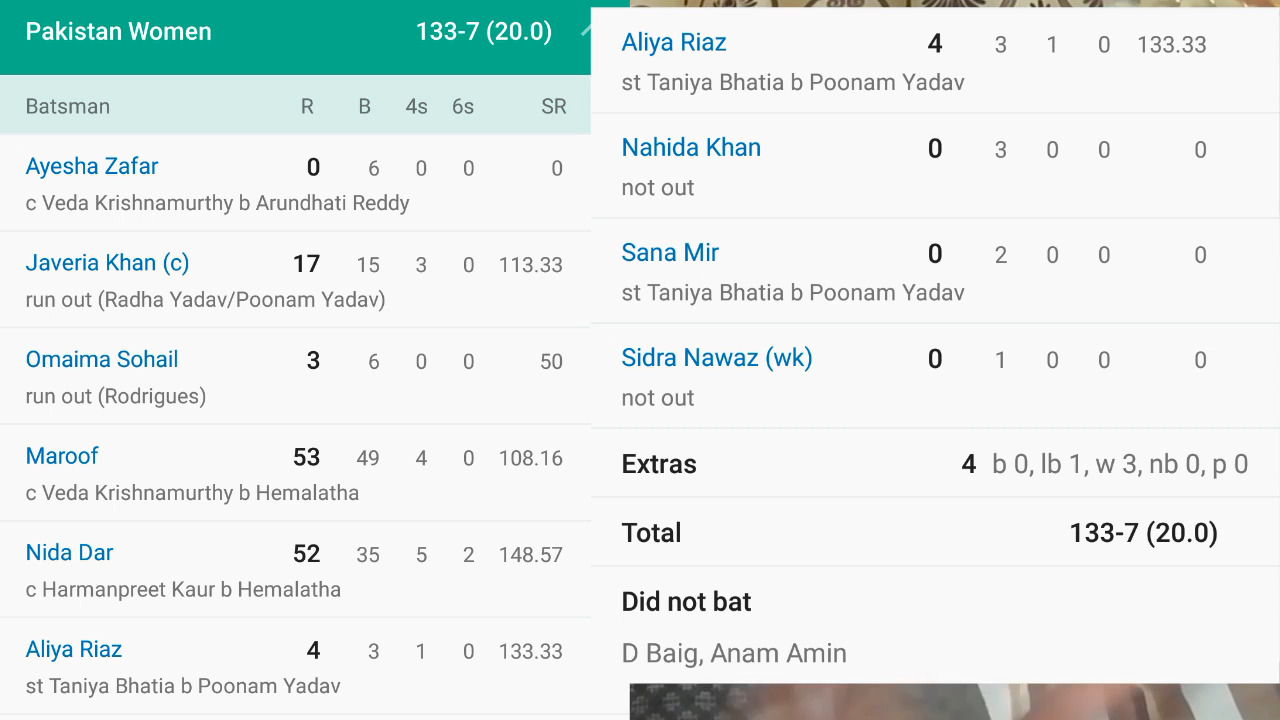 Pakistan Women 133-7 (20.0)
Batsman R B 4s 6s SR
Ayesha Zafar 0 6 0 0 0
c Veda Krishnamurthy b Arundhati Reddy
Javeria Khan (c) 17 15 3 0 113.33
run out (Radha Yadav/Poonam Yadav)
Omaima Sohail 3 6 0 0 50
run out (Rodrigues)
Maroof 53 49 4 0 108.16
c Veda Krishnamurthy b Hemalatha
Nida Dar 52 35 5 2 148.57
c Harmanpreet Kaur b Hemalatha
Aliya Riaz 4 3 1 0 133.33
st Taniya Bhatia b Poonam Yadav
Aliya Riaz 4 3 1 0 133.33
st Taniya Bhatia b Poonam Yadav
Nahida Khan 0 3 0 0 0
not out
Sana Mir 0 2 0 0 0
st Taniya Bhatia b Poonam Yadav
Sidra Nawaz (wk) 0 1 0 0 0
not out
Extras 4 b 0, lb 1, w 3, nb 0, p 0
Total 133-7 (20.0)
Did not bat
D Baig, Anam Amin